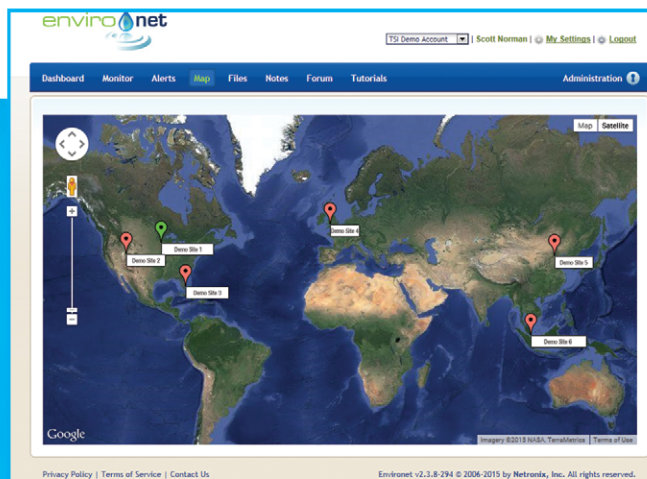 enviro net
TSI Demo Account | Scott Norman | My Settings | Logout
Dashboard Monitor Alerts Map Files Notes Forum Tutorials Administration
Map Satellite
Demo Site 4
Demo Site 1
Demo Site 2
Demo Site 5
Demo Site 3
Demo Site 6
Google
Imagery ©2015 NASA, TerraMetrics Terms of Use
Privacy Policy | Terms of Service | Contact Us
Environet v2.3.8-294 © 2006-2015 by Netronix, Inc. All rights reserved.